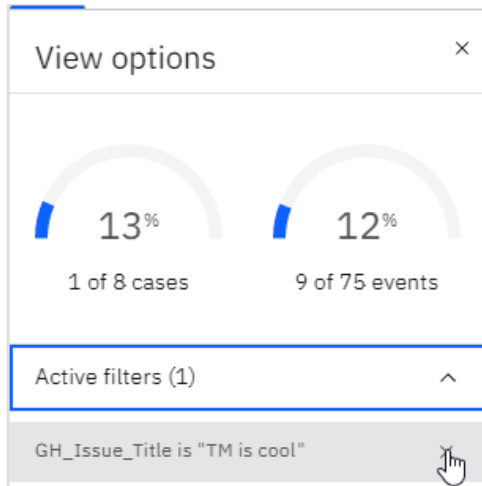 View options
13% 12%
1 of 8 cases 9 of 75 events
Active filters (1)
GH_Issue_Title is "TM is cool"